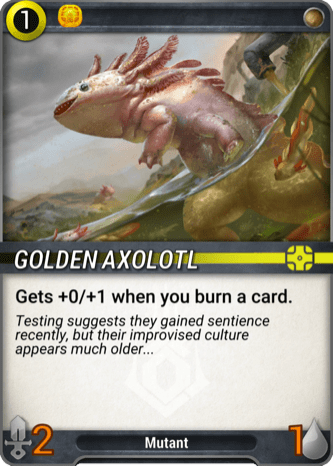 1
GOLDEN AXOLOTL
Gets +0/+1 when you burn a card.
Testing suggests they gained sentience
recently, but their improvised culture
appears much older...
2
Mutant
1